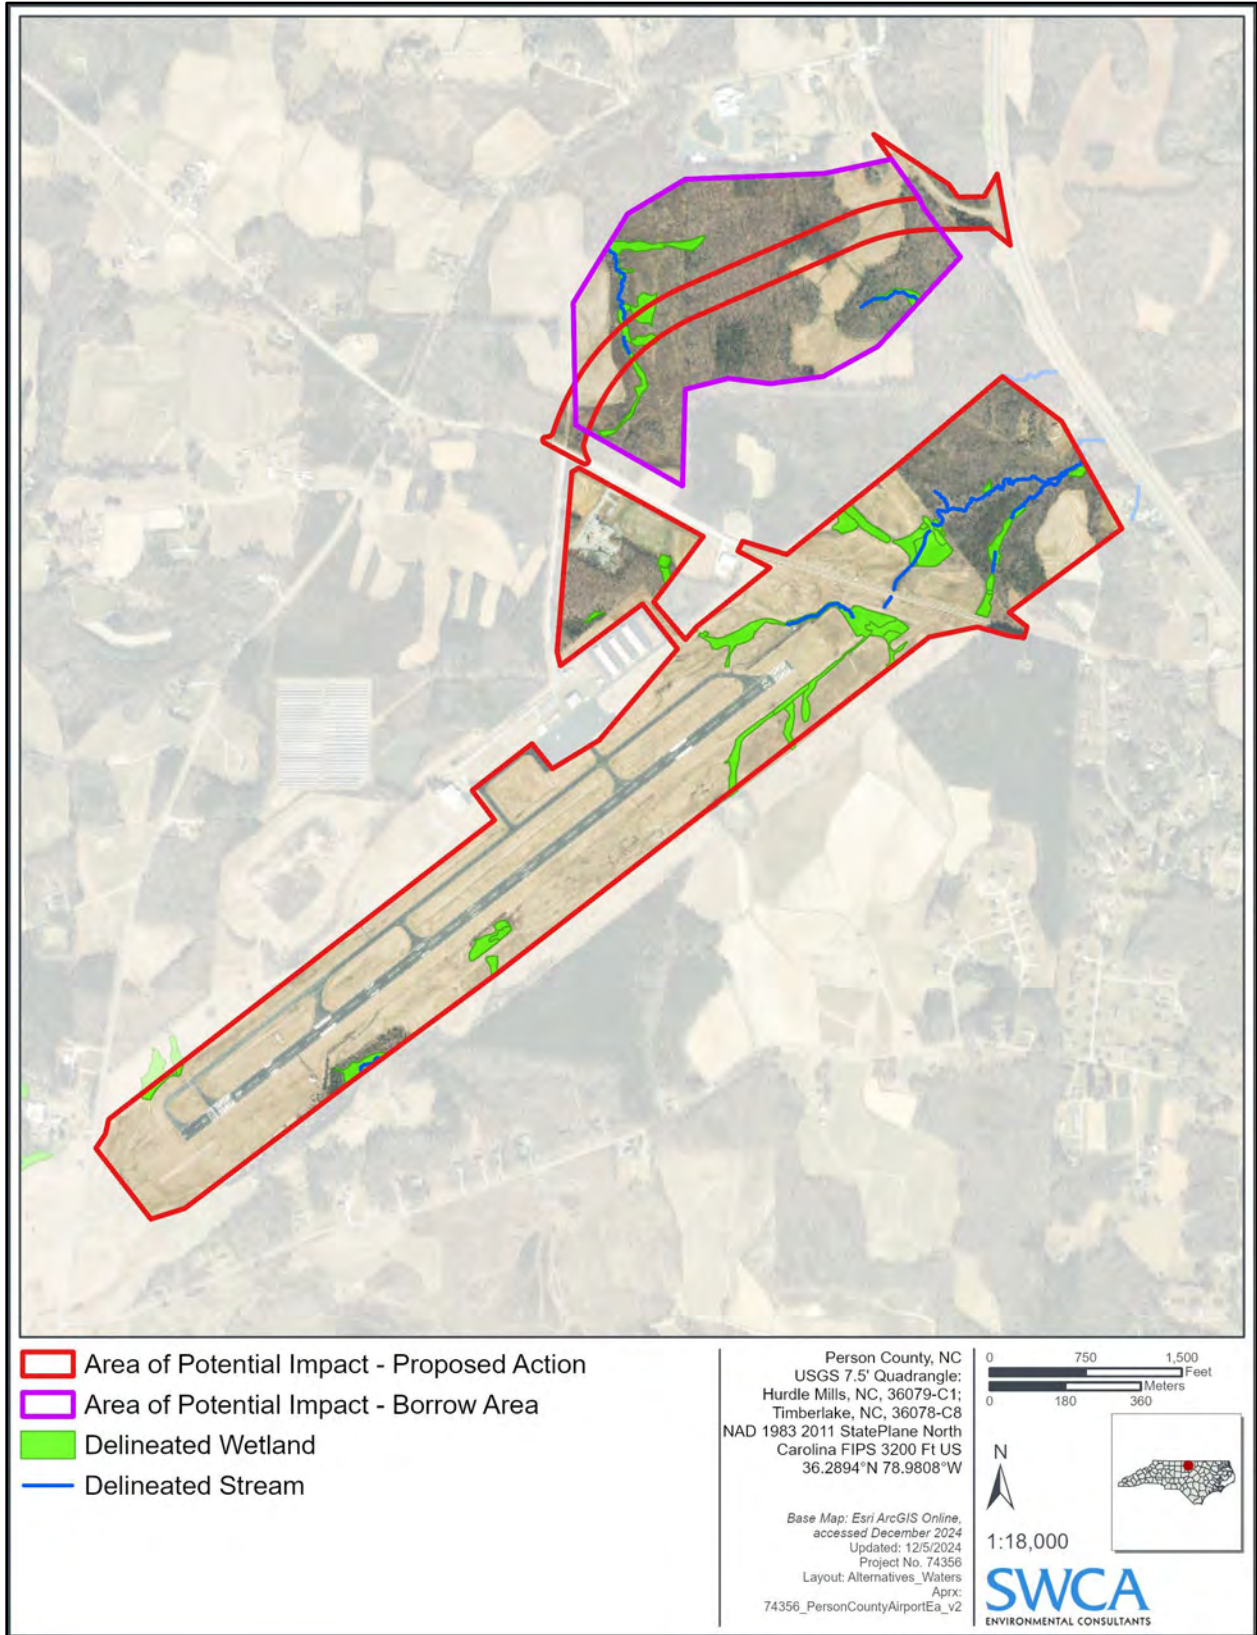 Area of Potential Impact - Proposed Action
Area of Potential Impact - Borrow Area
Delineated Wetland
Delineated Stream
Person County, NC
USGS 7.5' Quadrangle:
Hurdle Mills, NC, 36079-C1;
Timberlake, NC, 36078-C8
NAD 1983 2011 StatePlane North
Carolina FIPS 3200 Ft US
36.2894°N 78.9808°W
Base Map: Esri ArcGIS Online,
accessed December 2024
Updated: 12/5/2024
Project No. 74356
Layout: Alternatives_Waters
Aprx:
74356_PersonCountyAirportEa_v2
0 750 1,500
Feet
Meters
0 180 360
N
1:18,000
SWCA
ENVIRONMENTAL CONSULTANTS